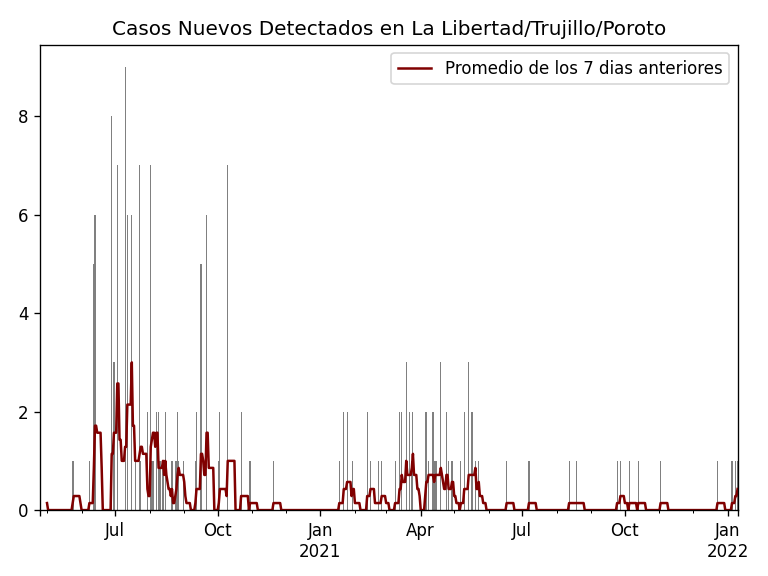 Casos Nuevos Detectados en La Libertad/Trujillo/Poroto
Promedio de los 7 dias anteriores
8
6
4
2
0
Jul
Oct
Jan
2021
Apr
Jul
Oct
Jan
2022